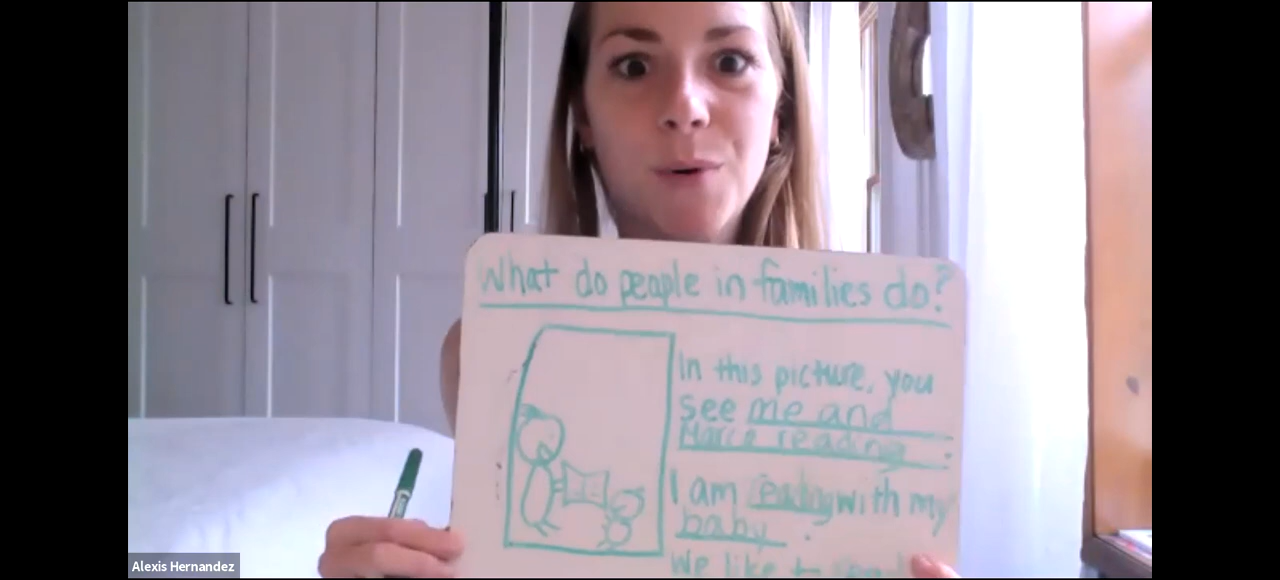 What do people in families do?
In this picture, you
see me and
reading.
I am reading with my
baby.
We like to read
Alexis Hernandez